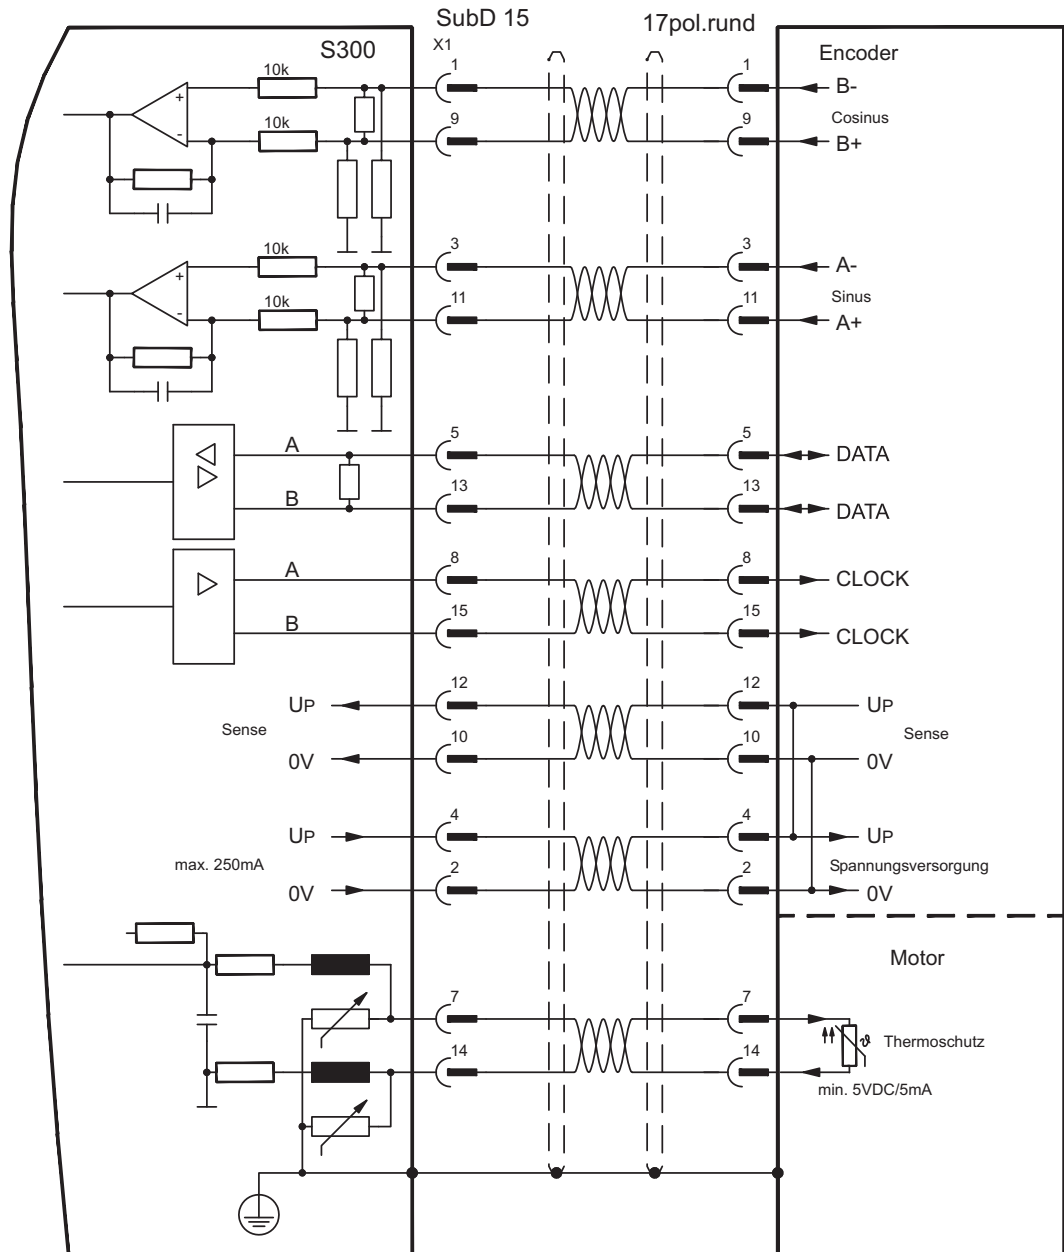 SubD 15
17pol.rund
S300
X1
Encoder
10k
1
1
B-
+
Cosinus
-
10k
9
9
B+
10k
3
3
A-
+
Sinus
-
10k
11
11
A+
A
5
5
DATA
B
13
13
DATA
A
8
8
CLOCK
B
15
15
CLOCK
UP
12
12
UP
Sense
Sense
0V
10
10
0V
UP
4
4
UP
max. 250mA
Spannungsversorgung
0V
2
2
0V
Motor
7
7
ϑ
Thermoschutz
14
14
min. 5VDC/5mA